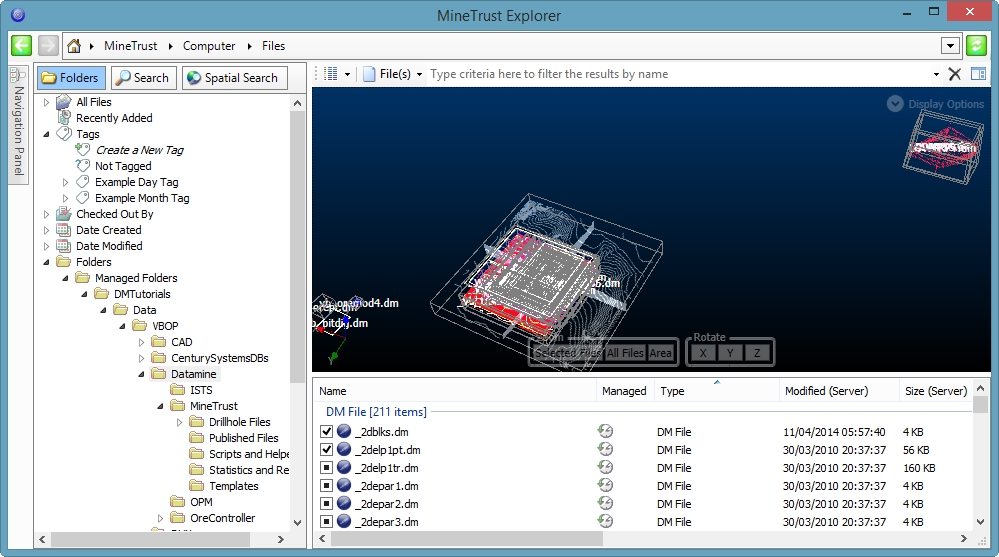 MineTrust Explorer
MineTrust Computer Files
Navigation Panel
Folders Search Spatial Search
File(s) Type criteria here to filter the results by name
All Files
Recently Added
Tags
Create a New Tag
Not Tagged
Example Day Tag
Example Month Tag
Checked Out By
Date Created
Date Modified
Folders
Managed Folders
DMTutorials
Data
VBOP
CAD
CenturySystemsDBs
Datamine
ISTS
MineTrust
Drillhole Files
Published Files
Scripts and Helpe
Statistics and Re
Templates
OPM
OreController
Display Options
mod4.dm
.dm
Selected Files All Files Area
Rotate
X Y Z
Name Managed Type Modified (Server) Size (Server)
DM File [211 items]
_2dblks.dm DM File 11/04/2014 05:57:40 4 KB
_2delp1pt.dm DM File 30/03/2010 20:37:37 56 KB
_2delp1tr.dm DM File 30/03/2010 20:37:37 160 KB
_2depar1.dm DM File 30/03/2010 20:37:37 4 KB
_2depar2.dm DM File 30/03/2010 20:37:37 4 KB
_2depar3.dm DM File 30/03/2010 20:37:37 4 KB